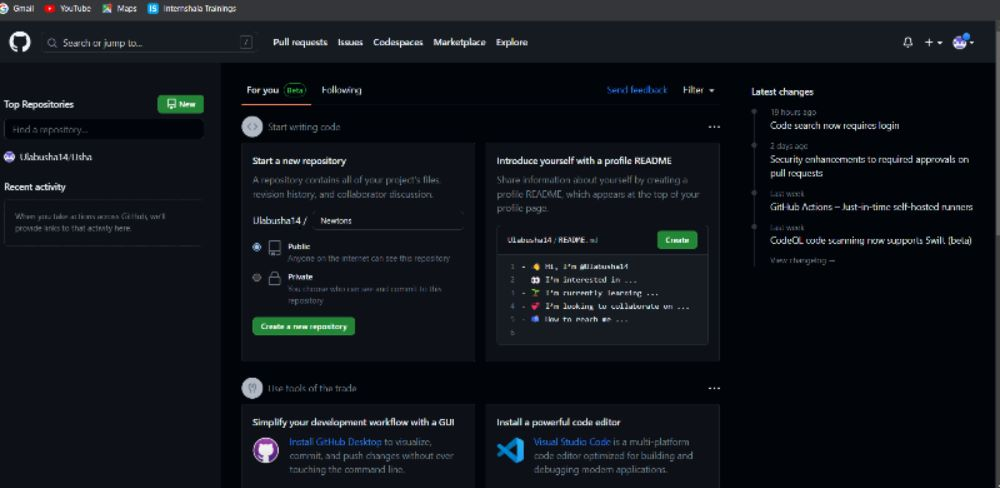 Gmail YouTube Maps Internshala Trainings
Search or jump to... / Pull requests Issues Codespaces Marketplace Explore
Top Repositories New
Find a repository...
Ulabusha14/Usha
Recent activity
When you take actions across GitHub, we'll
provide links to that activity here.
For you Beta Following Send feedback Filter
Start writing code
Start a new repository
A repository contains all of your project's files,
revision history, and collaborator discussion.
Ulabusha14 / Newtons
Public
Anyone on the internet can see this repository
Private
You choose who can see and commit to this
repository
Create a new repository
Introduce yourself with a profile README
Share information about yourself by creating a
profile README, which appears at the top of your
profile page.
Ulabusha14 / README.md Create
1 - 👋 Hi, I'm @Ulabusha14
2 - 👀 I'm interested in ...
3 - 🌱 I'm currently learning ...
4 - 💞️ I'm looking to collaborate on ...
5 - 📫 How to reach me ...
6
Use tools of the trade
Simplify your development workflow with a GUI
Install GitHub Desktop to visualize,
commit, and push changes without ever
touching the command line.
Install a powerful code editor
Visual Studio Code is a multi-platform
code editor optimized for building and
debugging modern applications.
Latest changes
19 hours ago
Code search now requires login
2 days ago
Security enhancements to required approvals on
pull requests
Last week
GitHub Actions – Just-in-time self-hosted runners
Last week
CodeQL code scanning now supports Swift (beta)
View changelog →